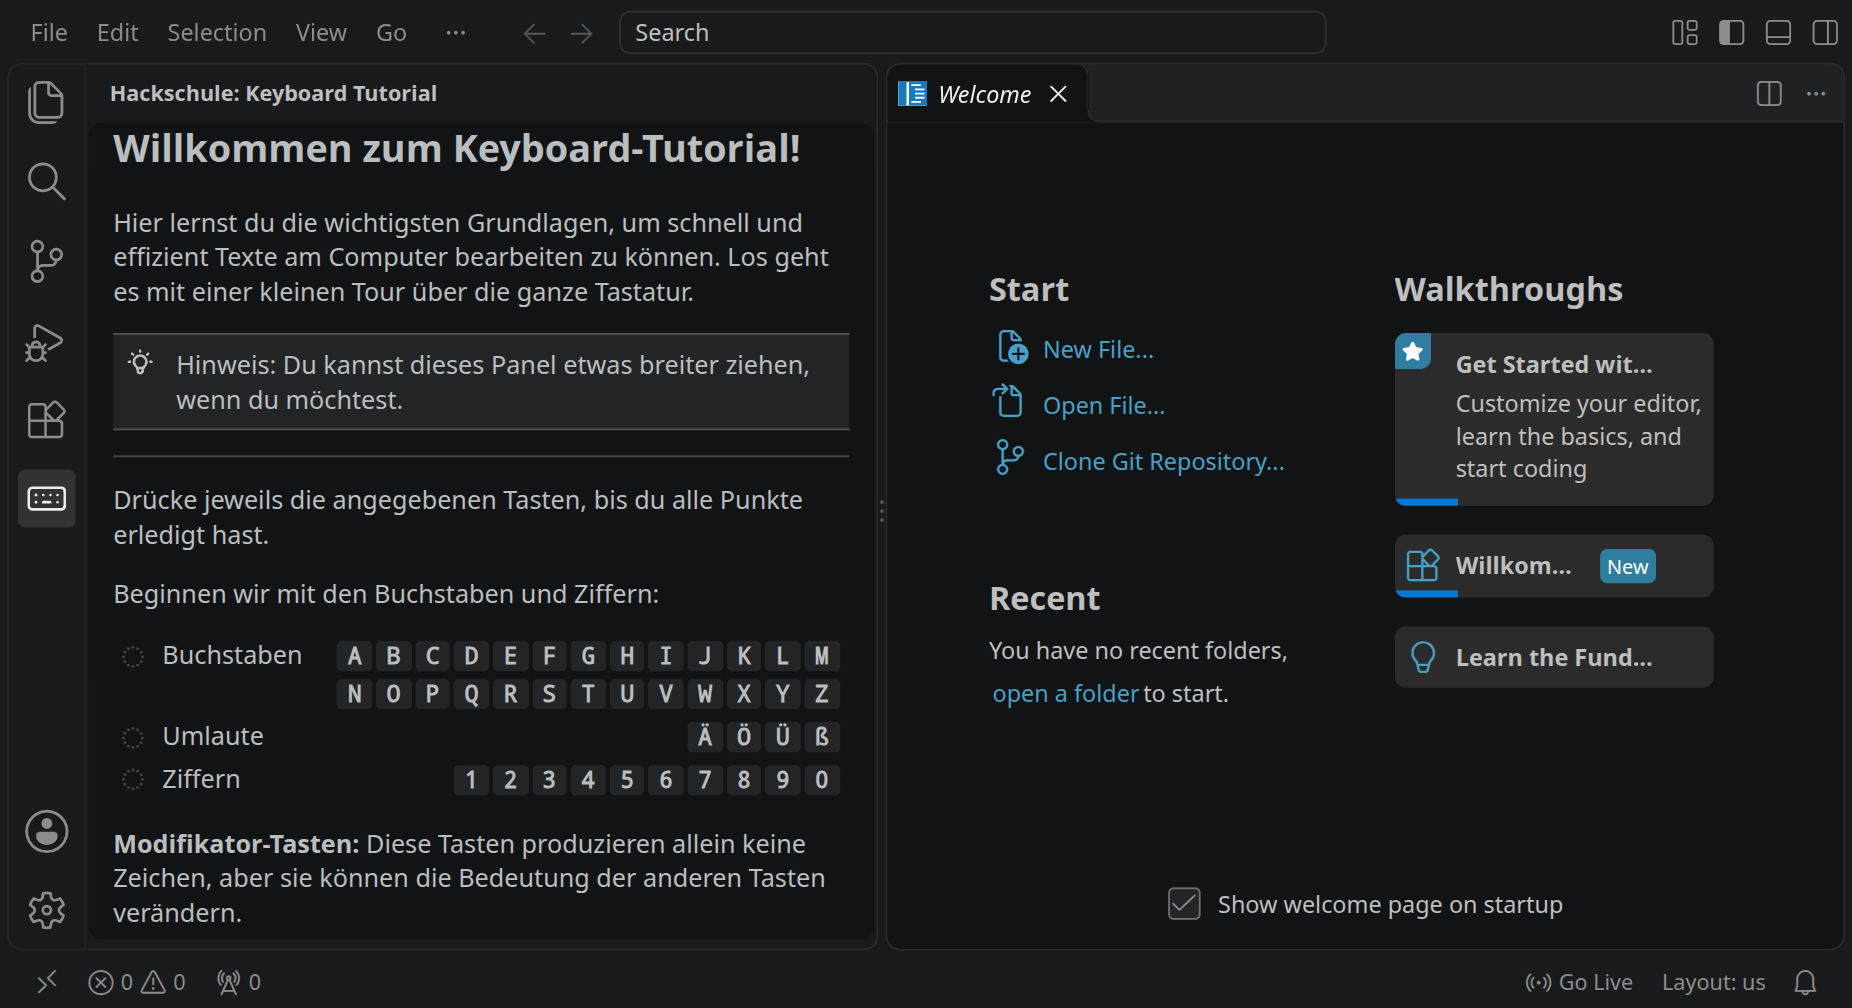 File Edit Selection View Go ... Search
Hackschule: Keyboard Tutorial
Willkommen zum Keyboard-Tutorial!
Hier lernst du die wichtigsten Grundlagen, um schnell und
effizient Texte am Computer bearbeiten zu können. Los geht
es mit einer kleinen Tour über die ganze Tastatur.
Hinweis: Du kannst dieses Panel etwas breiter ziehen,
wenn du möchtest.
Drücke jeweils die angegebenen Tasten, bis du alle Punkte
erledigt hast.
Beginnen wir mit den Buchstaben und Ziffern:
Buchstaben A B C D E F G H I J K L M
N O P Q R S T U V W X Y Z
Umlaute Ä Ö Ü ß
Ziffern 1 2 3 4 5 6 7 8 9 0
Modifikator-Tasten: Diese Tasten produzieren allein keine
Zeichen, aber sie können die Bedeutung der anderen Tasten
verändern.
Welcome
Start
New File...
Open File...
Clone Git Repository...
Recent
You have no recent folders,
open a folder to start.
Walkthroughs
Get Started wit...
Customize your editor,
learn the basics, and
start coding
Willkom... New
Learn the Fund...
Show welcome page on startup
0 0 0 Go Live Layout: us